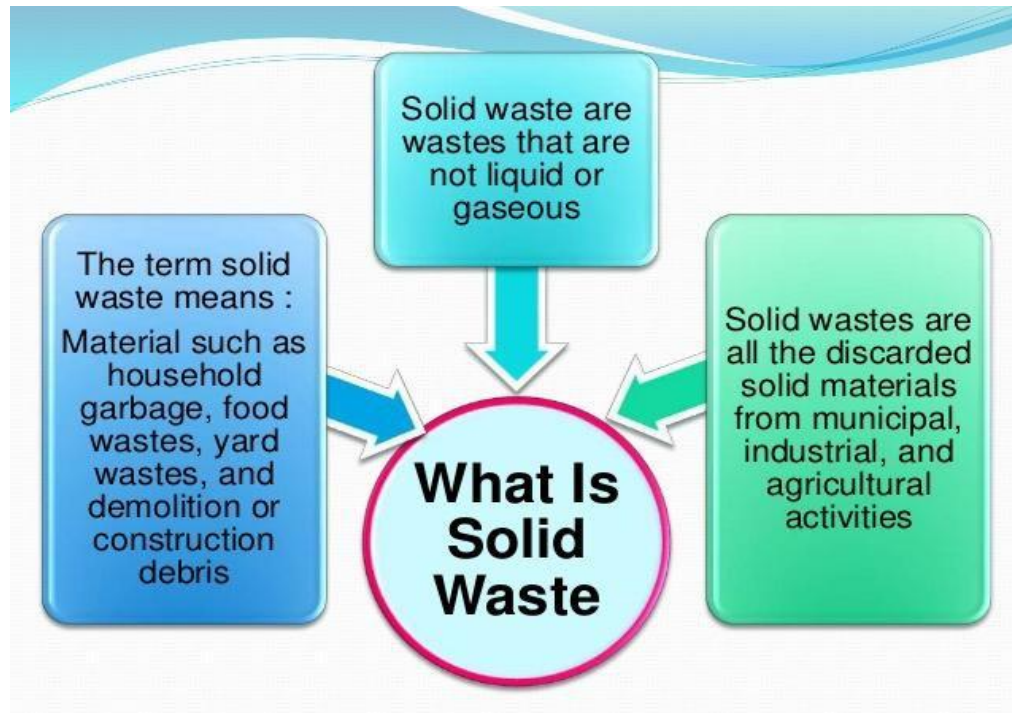 Solid waste are
wastes that are
not liquid or
gaseous
The term solid
waste means :
Material such as
household
garbage, food
wastes, yard
wastes, and
demolition or
construction
debris
Solid wastes are
all the discarded
solid materials
from municipal,
industrial, and
agricultural
activities
What Is
Solid
Waste